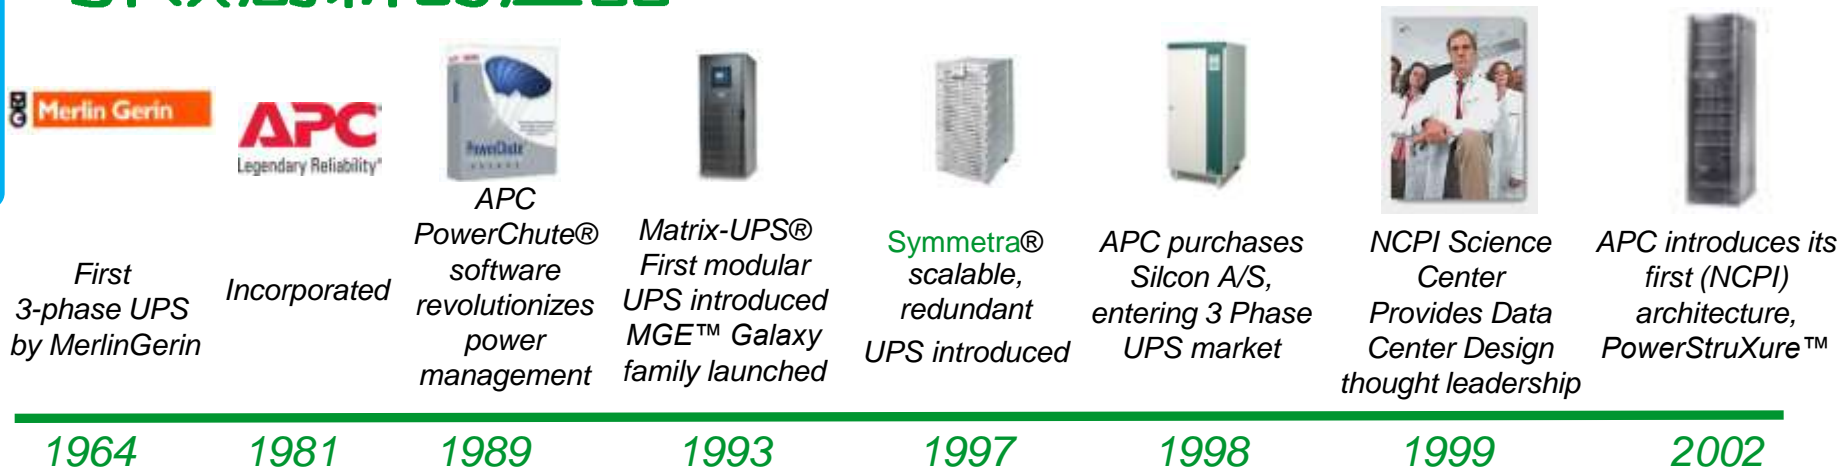 Merlin Gerin
APC
Legendary Reliability®
PowerChute
First
3-phase UPS
by MerlinGerin
Incorporated
APC
PowerChute®
software
revolutionizes
power
management
Matrix-UPS®
First modular
UPS introduced
MGE™ Galaxy
family launched
Symmetra®
scalable,
redundant
UPS introduced
APC purchases
Silcon A/S,
entering 3 Phase
UPS market
NCPI Science
Center
Provides Data
Center Design
thought leadership
APC introduces its
first (NCPI)
architecture,
PowerStruXure™
1964
1981
1989
1993
1997
1998
1999
2002